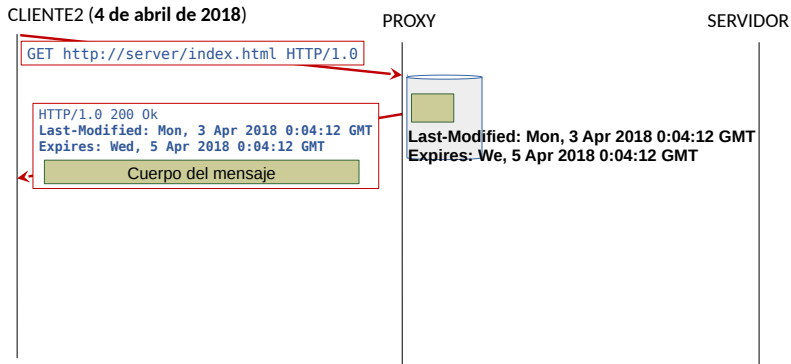 CLIENTE2 (4 de abril de 2018)
PROXY
SERVIDOR
GET http://server/index.html HTTP/1.0
HTTP/1.0 200 Ok
Last-Modified: Mon, 3 Apr 2018 0:04:12 GMT
Expires: Wed, 5 Apr 2018 0:04:12 GMT
Cuerpo del mensaje
Last-Modified: Mon, 3 Apr 2018 0:04:12 GMT
Expires: We, 5 Apr 2018 0:04:12 GMT